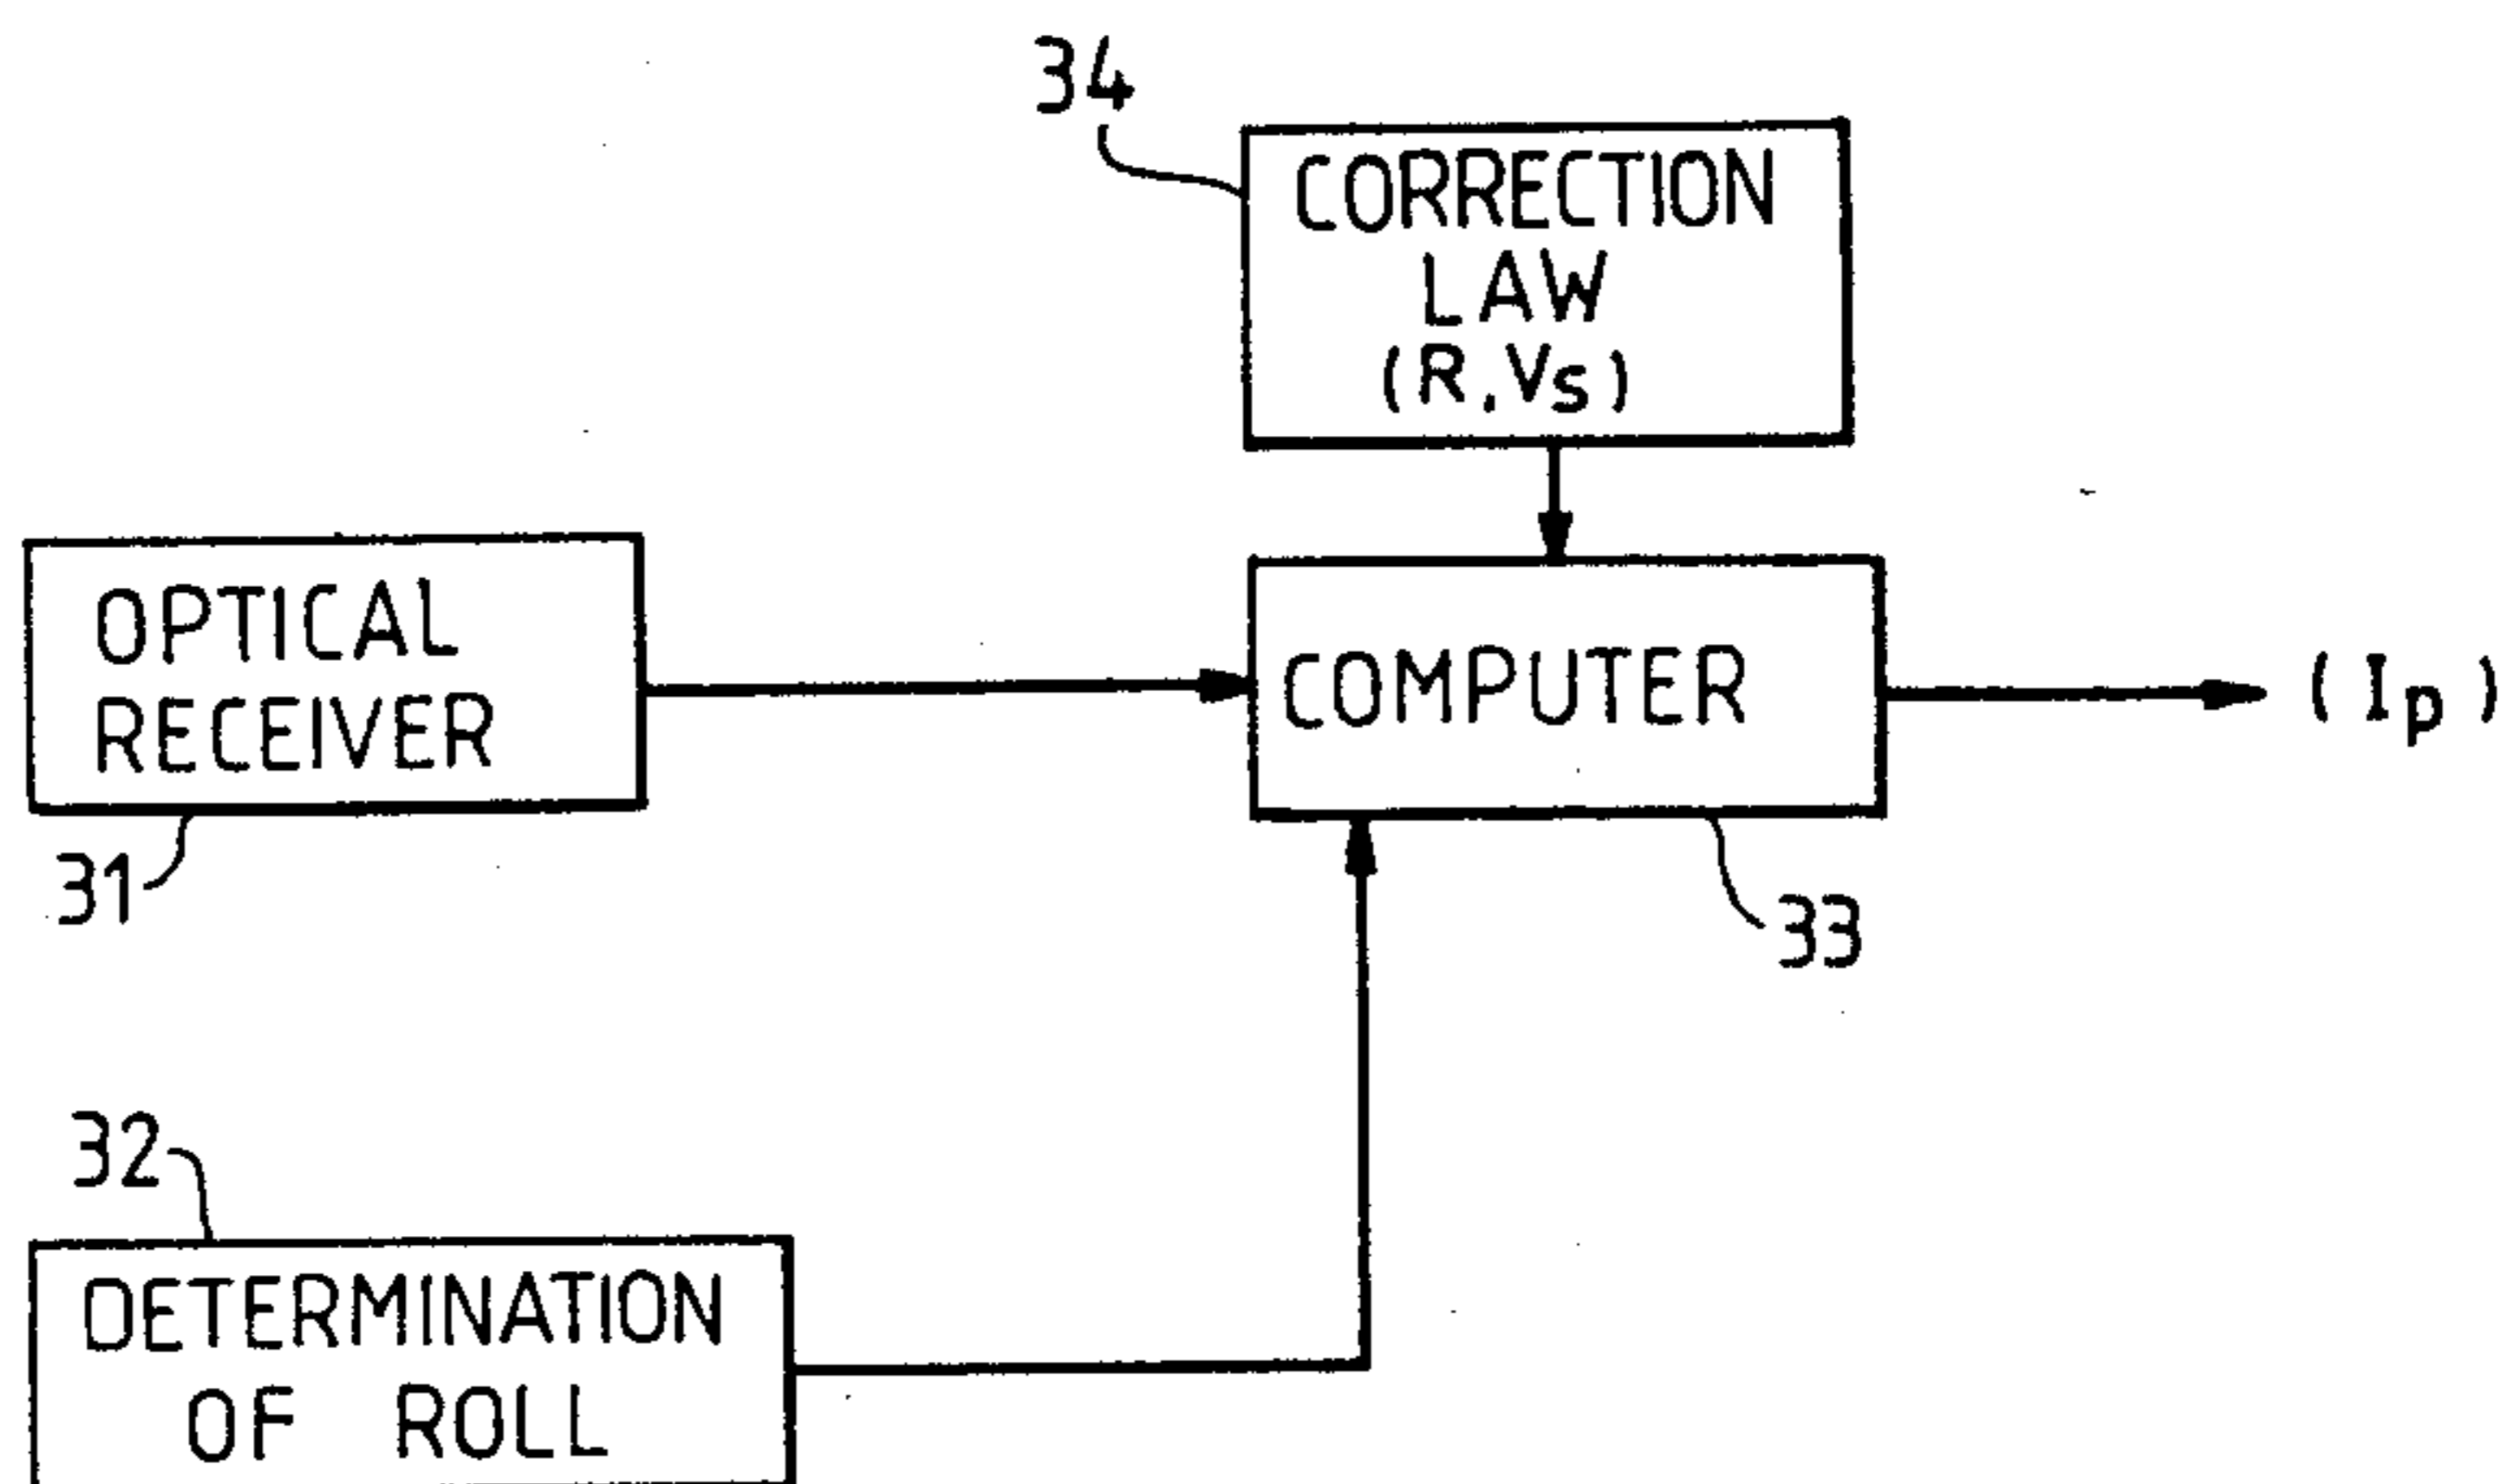 34
CORRECTION
LAW
(R.Vs)
OPTICAL
RECEIVER
31
COMPUTER
(Ip)
33
32
DETERMINATION
OF ROLL